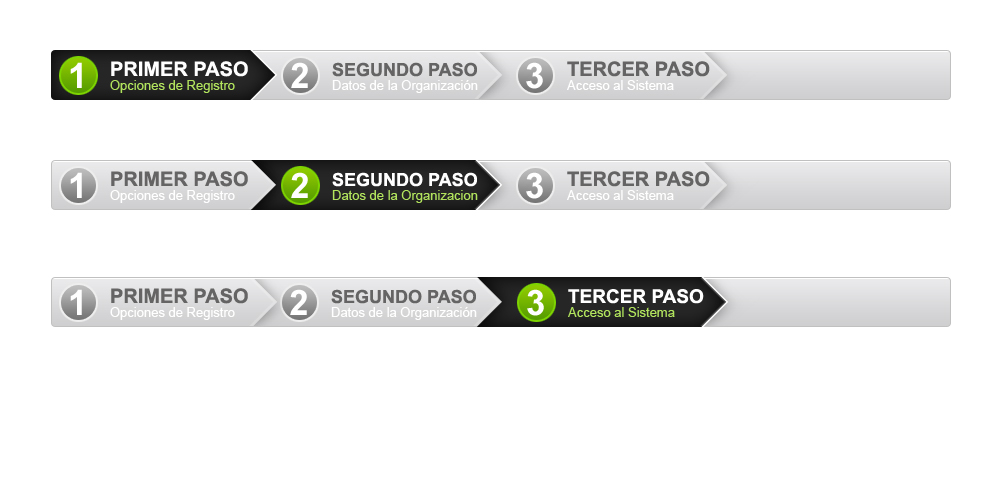 1 PRIMER PASO 2 SEGUNDO PASO 3 TERCER PASO
Opciones de Registro Datos de la Organización Acceso al Sistema
1 PRIMER PASO 2 SEGUNDO PASO 3 TERCER PASO
Opciones de Registro Datos de la Organizacion Acceso al Sistema
1 PRIMER PASO 2 SEGUNDO PASO 3 TERCER PASO
Opciones de Registro Datos de la Organización Acceso al Sistema